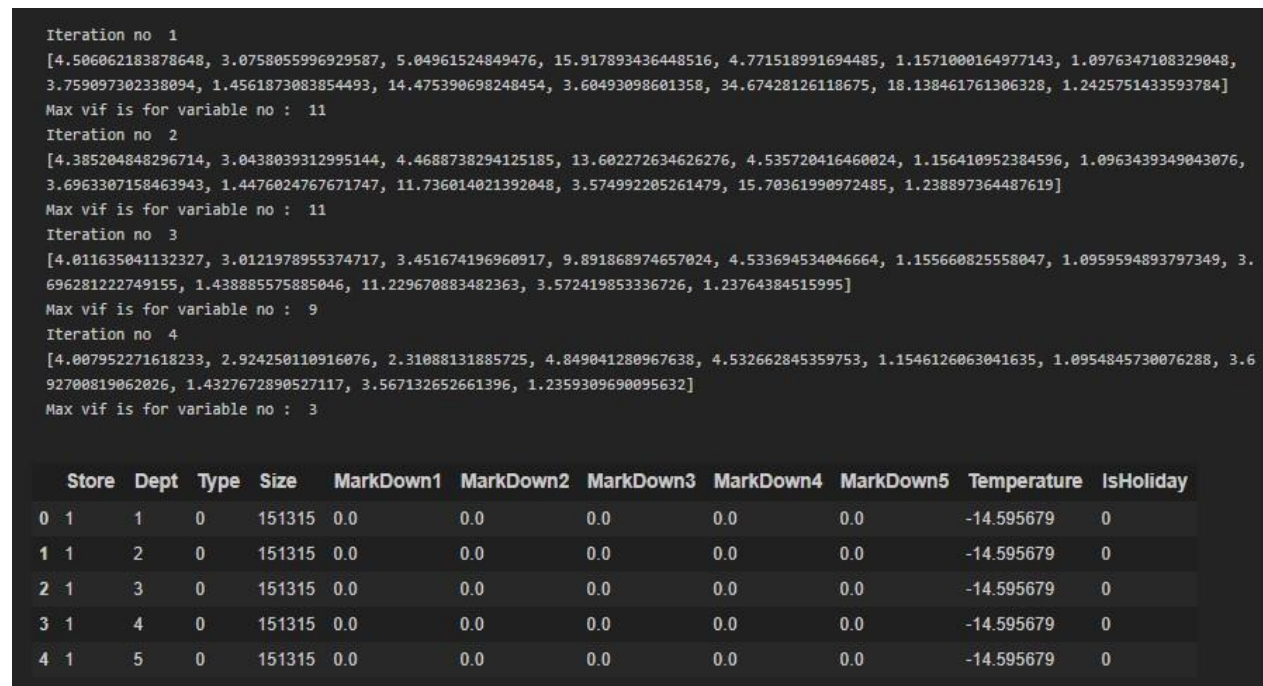 Iteration no 1
[4.506062183878648, 3.0758055996929587, 5.04961524849476, 15.917893436448516, 4.771518991694485, 1.1571000164977143, 1.0976347108329048,
3.759097302338094, 1.4561873083854493, 14.475390698248454, 3.60493098601358, 34.67428126118675, 18.138461761306328, 1.2425751433593784]
Max vif is for variable no : 11
Iteration no 2
[4.385204848296714, 3.0438039312995144, 4.4688738294125185, 13.602272634626276, 4.535720416460024, 1.156410952384596, 1.0963439349043076,
3.6963307158463943, 1.4476024767671747, 11.736014021392048, 3.574992205261479, 15.70361990972485, 1.238897364487619]
Max vif is for variable no : 11
Iteration no 3
[4.011635041132327, 3.0121978955374717, 3.451674196960917, 9.891868974657024, 4.533694534046664, 1.155660825558047, 1.0959594893797349, 3.
696281222749155, 1.438885575885046, 11.229670883482363, 3.572419853336726, 1.23764384515995]
Max vif is for variable no : 9
Iteration no 4
[4.007952271618233, 2.924250110916076, 2.31088131885725, 4.849041280967638, 4.532662845359753, 1.1546126063041635, 1.0954845730076288, 3.6
92700819062026, 1.4327672890527117, 3.567132652661396, 1.2359309690095632]
Max vif is for variable no : 3
Store Dept Type Size MarkDown1 MarkDown2 MarkDown3 MarkDown4 MarkDown5 Temperature IsHoliday
0 1 1 0 151315 0.0 0.0 0.0 0.0 0.0 -14.595679 0
1 1 2 0 151315 0.0 0.0 0.0 0.0 0.0 -14.595679 0
2 1 3 0 151315 0.0 0.0 0.0 0.0 0.0 -14.595679 0
3 1 4 0 151315 0.0 0.0 0.0 0.0 0.0 -14.595679 0
4 1 5 0 151315 0.0 0.0 0.0 0.0 0.0 -14.595679 0